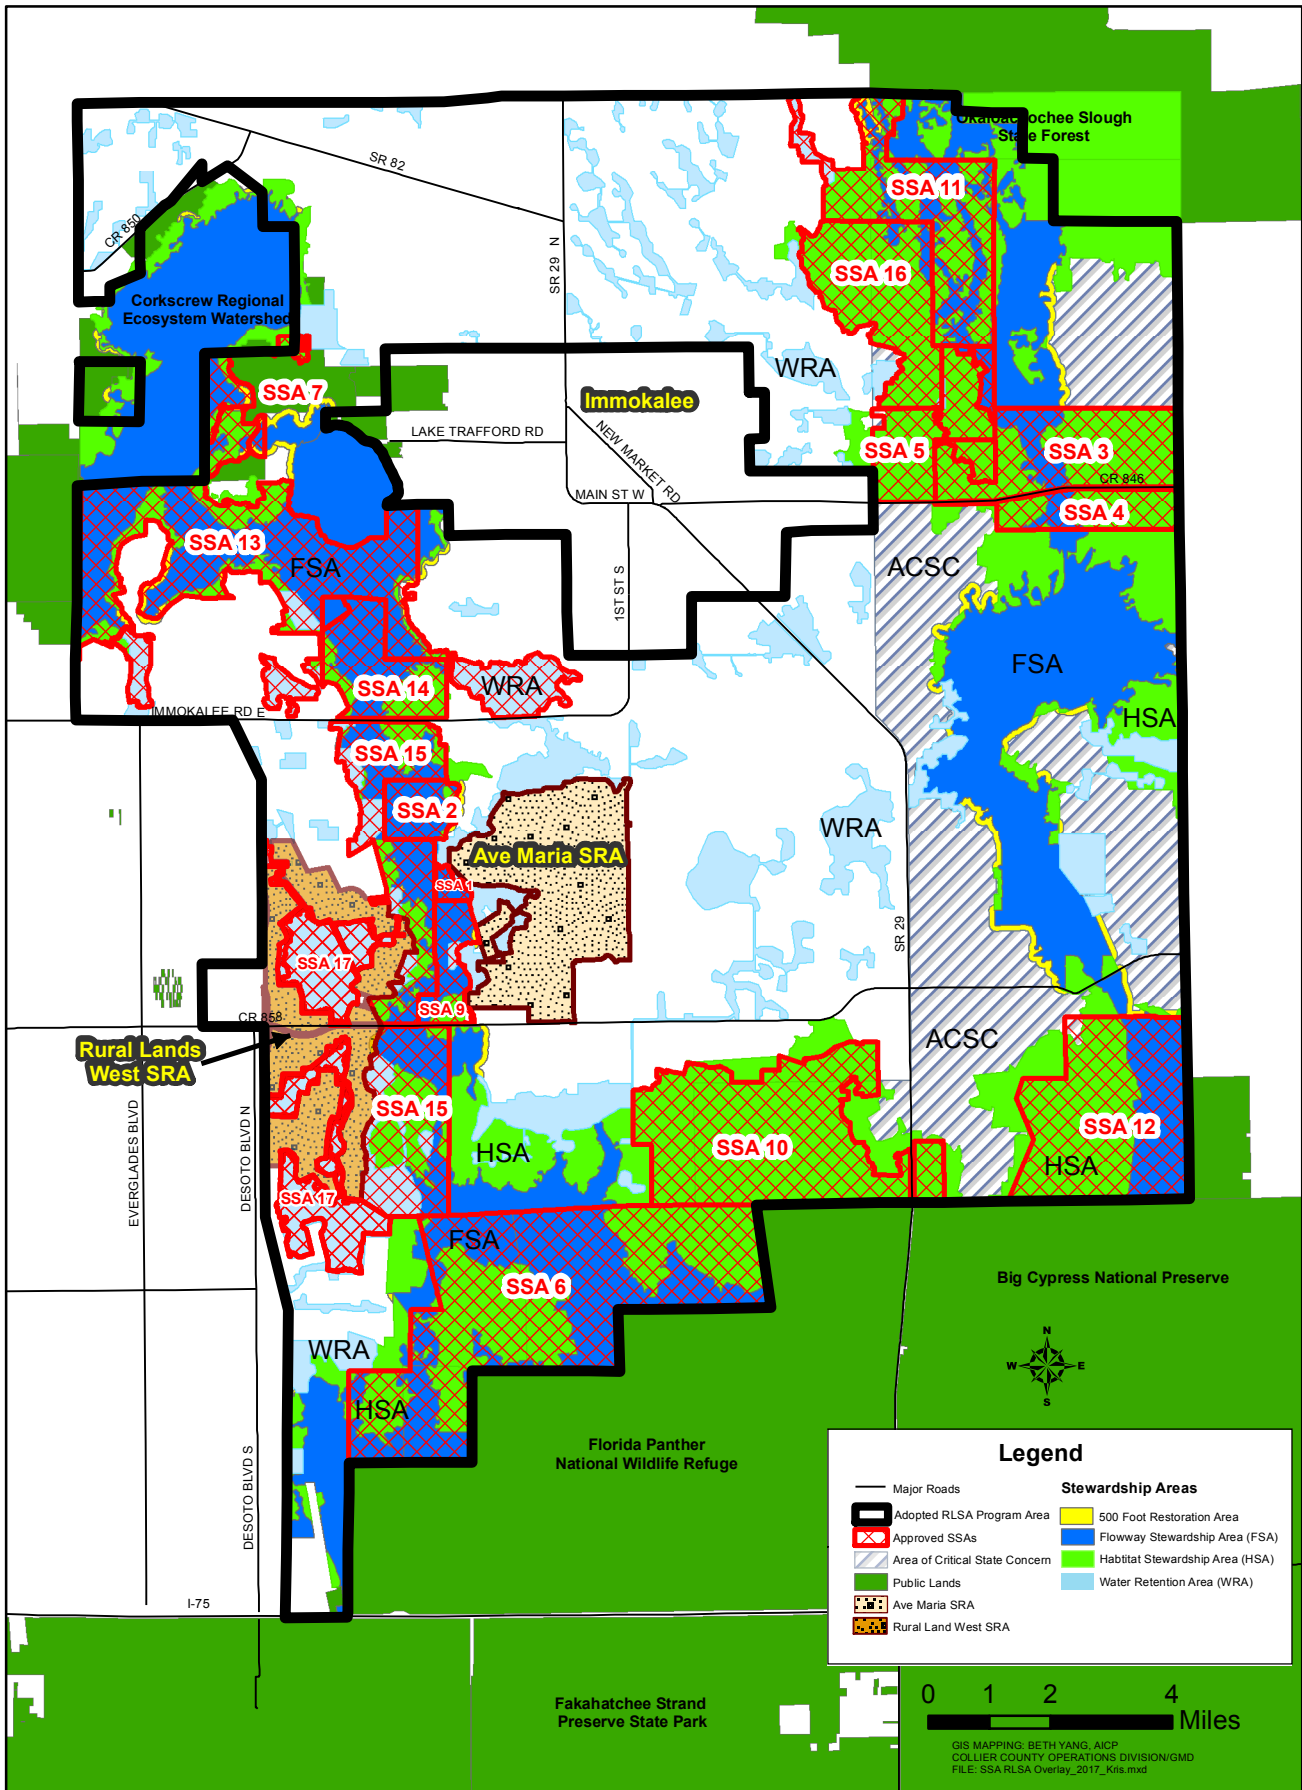 Okaloacoochee Slough
State Forest
SR 82
CR 850
SR 29 N
SSA 11
SSA 16
Corkscrew Regional
Ecosystem Watershed
WRA
SSA 7
Immokalee
LAKE TRAFFORD RD
NEW MARKET RD
MAIN ST W
SSA 5
SSA 3
CR 846
SSA 4
SSA 13
FSA
ACSC
1ST ST S
FSA
SSA 14
WRA
HSA
IMMOKALEE RD E
SSA 15
SSA 2
WRA
Ave Maria SRA
SSA 1
SR 29
SSA 17
SSA 9
CR 858
Rural Lands
West SRA
ACSC
EVERGLADES BLVD
DESOTO BLVD N
SSA 15
HSA
SSA 10
SSA 12
HSA
SSA 17
FSA
SSA 6
Big Cypress National Preserve
WRA
N
W E
S
HSA
DESOTO BLVD S
Florida Panther
National Wildlife Refuge
I-75
Legend
Major Roads
Adopted RLSA Program Area
Approved SSAs
Area of Critical State Concern
Public Lands
Ave Maria SRA
Rural Land West SRA
Stewardship Areas
500 Foot Restoration Area
Flowway Stewardship Area (FSA)
Habtitat Stewardship Area (HSA)
Water Retention Area (WRA)
Fakahatchee Strand
Preserve State Park
0 1 2 4
Miles
GIS MAPPING: BETH YANG, AICP
COLLIER COUNTY OPERATIONS DIVISION/GMD
FILE: SSA RLSA Overlay_2017_Kris.mxd